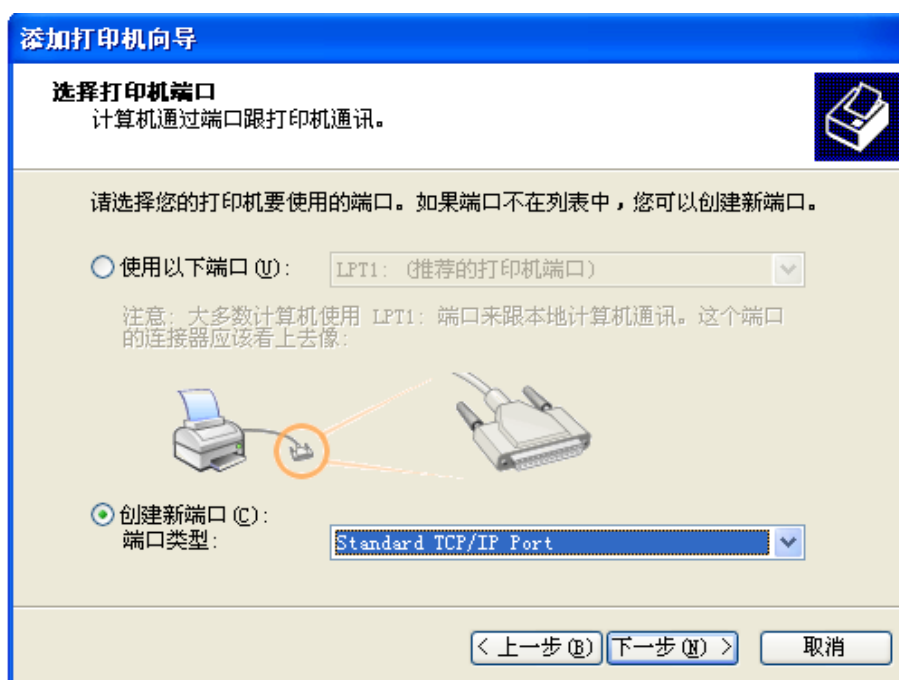 添加打印机向导
选择打印机端口
计算机通过端口跟打印机通讯。
请选择您的打印机要使用的端口。如果端口不在列表中，您可以创建新端口。
使用以下端口(U): LPT1: (推荐的打印机端口)
注意: 大多数计算机使用 LPT1: 端口来跟本地计算机通讯。这个端口
的连接器应该看上去像:
创建新端口(C):
端口类型: Standard TCP/IP Port
< 上一步(B) 下一步(N) > 取消